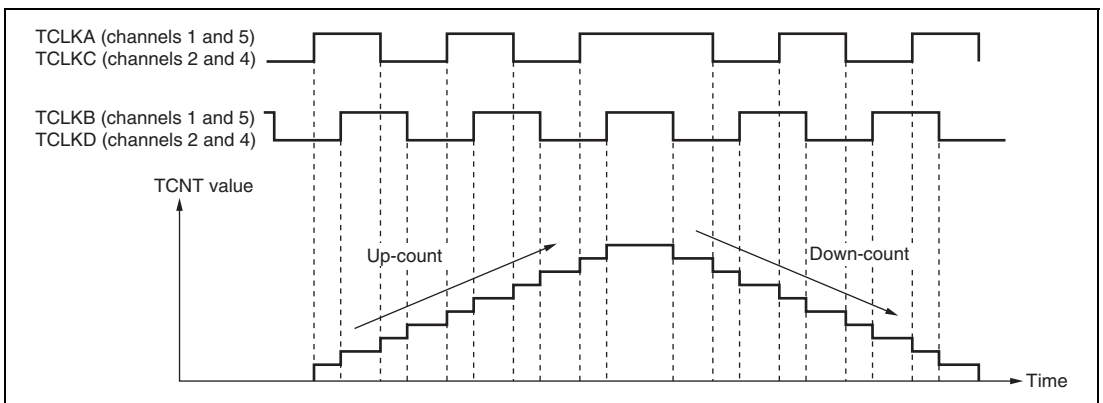 TCLKA (channels 1 and 5)
TCLKC (channels 2 and 4)
TCLKB (channels 1 and 5)
TCLKD (channels 2 and 4)
TCNT value
Up-count
Down-count
Time